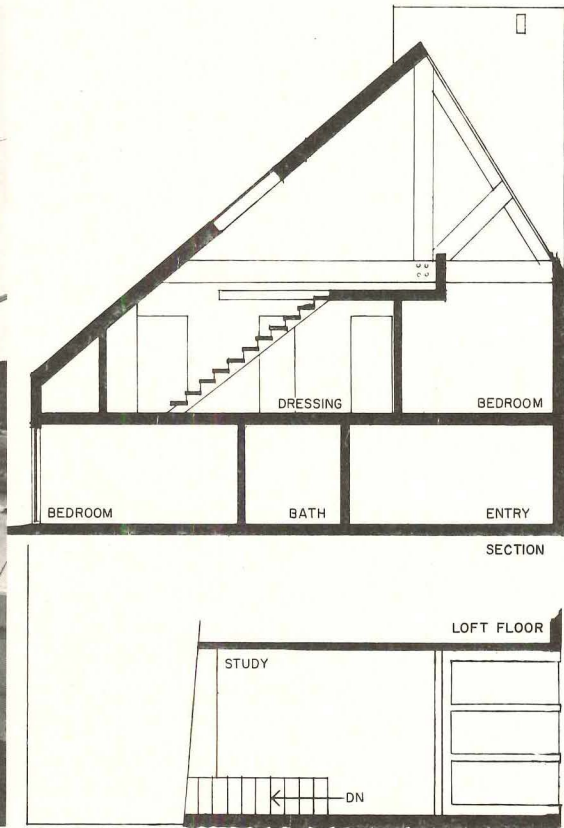 DRESSING BEDROOM
BEDROOM BATH ENTRY
SECTION
LOFT FLOOR
STUDY
DN